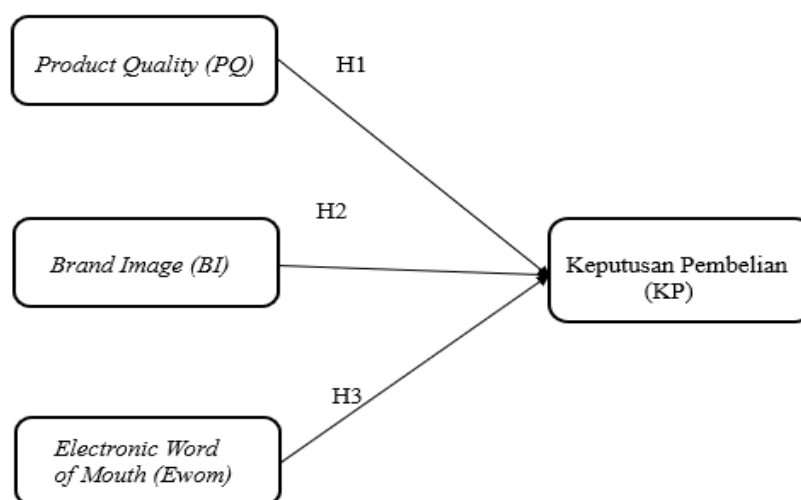 Product Quality (PQ)
H1
H2
Brand Image (BI)
Keputusan Pembelian
(KP)
H3
Electronic Word
of Mouth (Ewom)